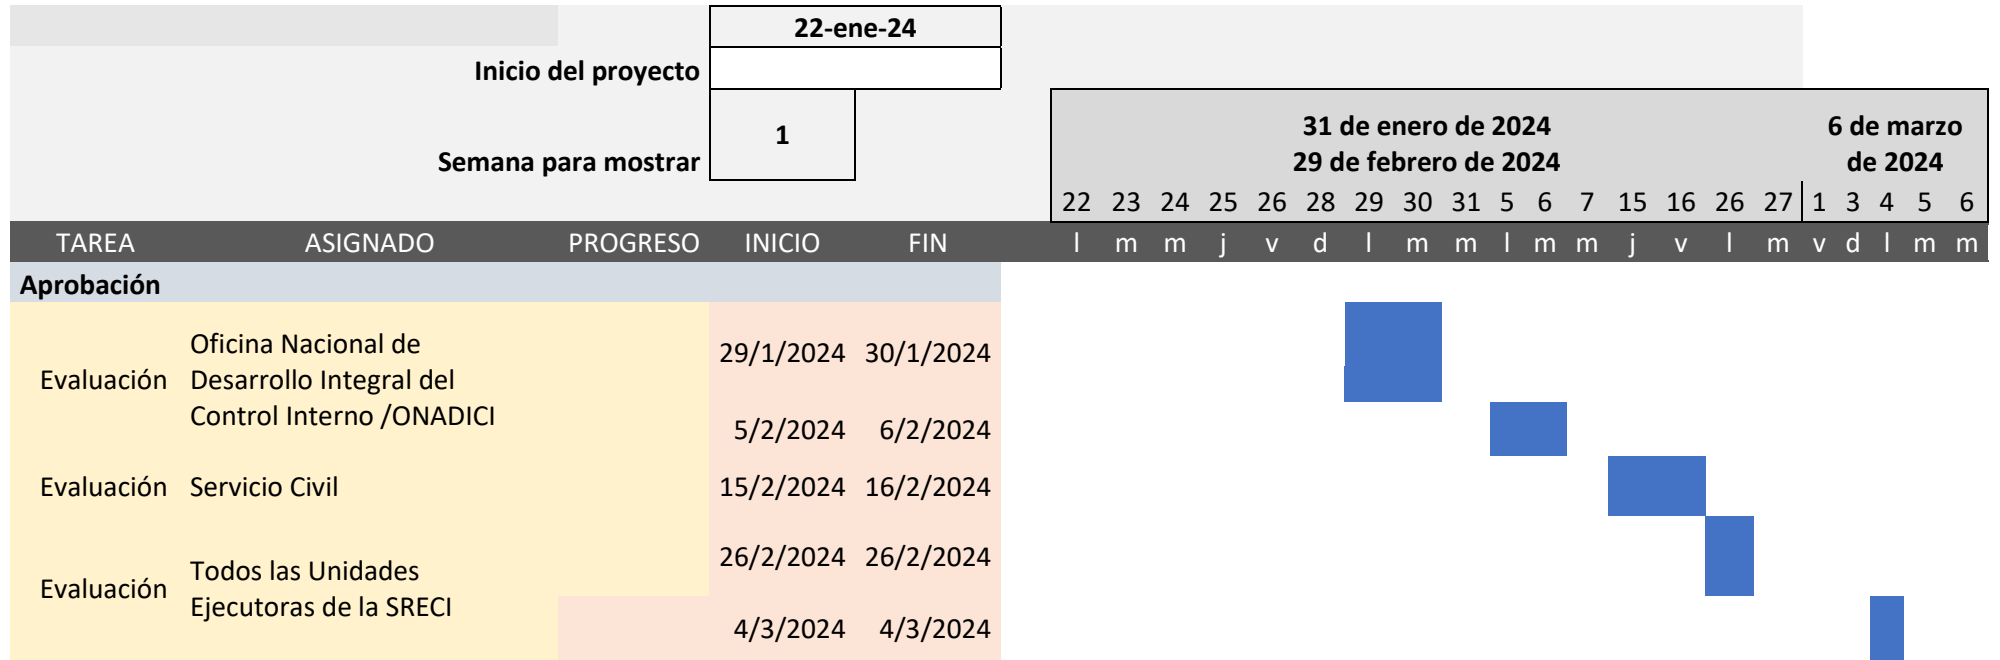 22-ene-24
Inicio del proyecto
1
Semana para mostrar
31 de enero de 2024
29 de febrero de 2024
6 de marzo
de 2024
22 23 24 25 26 28 29 30 31 5 6 7 15 16 26 27 1 3 4 5 6
TAREA ASIGNADO PROGRESO INICIO FIN l m m j v d l m m l m m j v l m v d l m m
Aprobación
Evaluación
Oficina Nacional de
Desarrollo Integral del
Control Interno /ONADICI
29/1/2024 30/1/2024
5/2/2024 6/2/2024
Evaluación Servicio Civil 15/2/2024 16/2/2024
Evaluación
Todos las Unidades
Ejecutoras de la SRECI
26/2/2024 26/2/2024
4/3/2024 4/3/2024